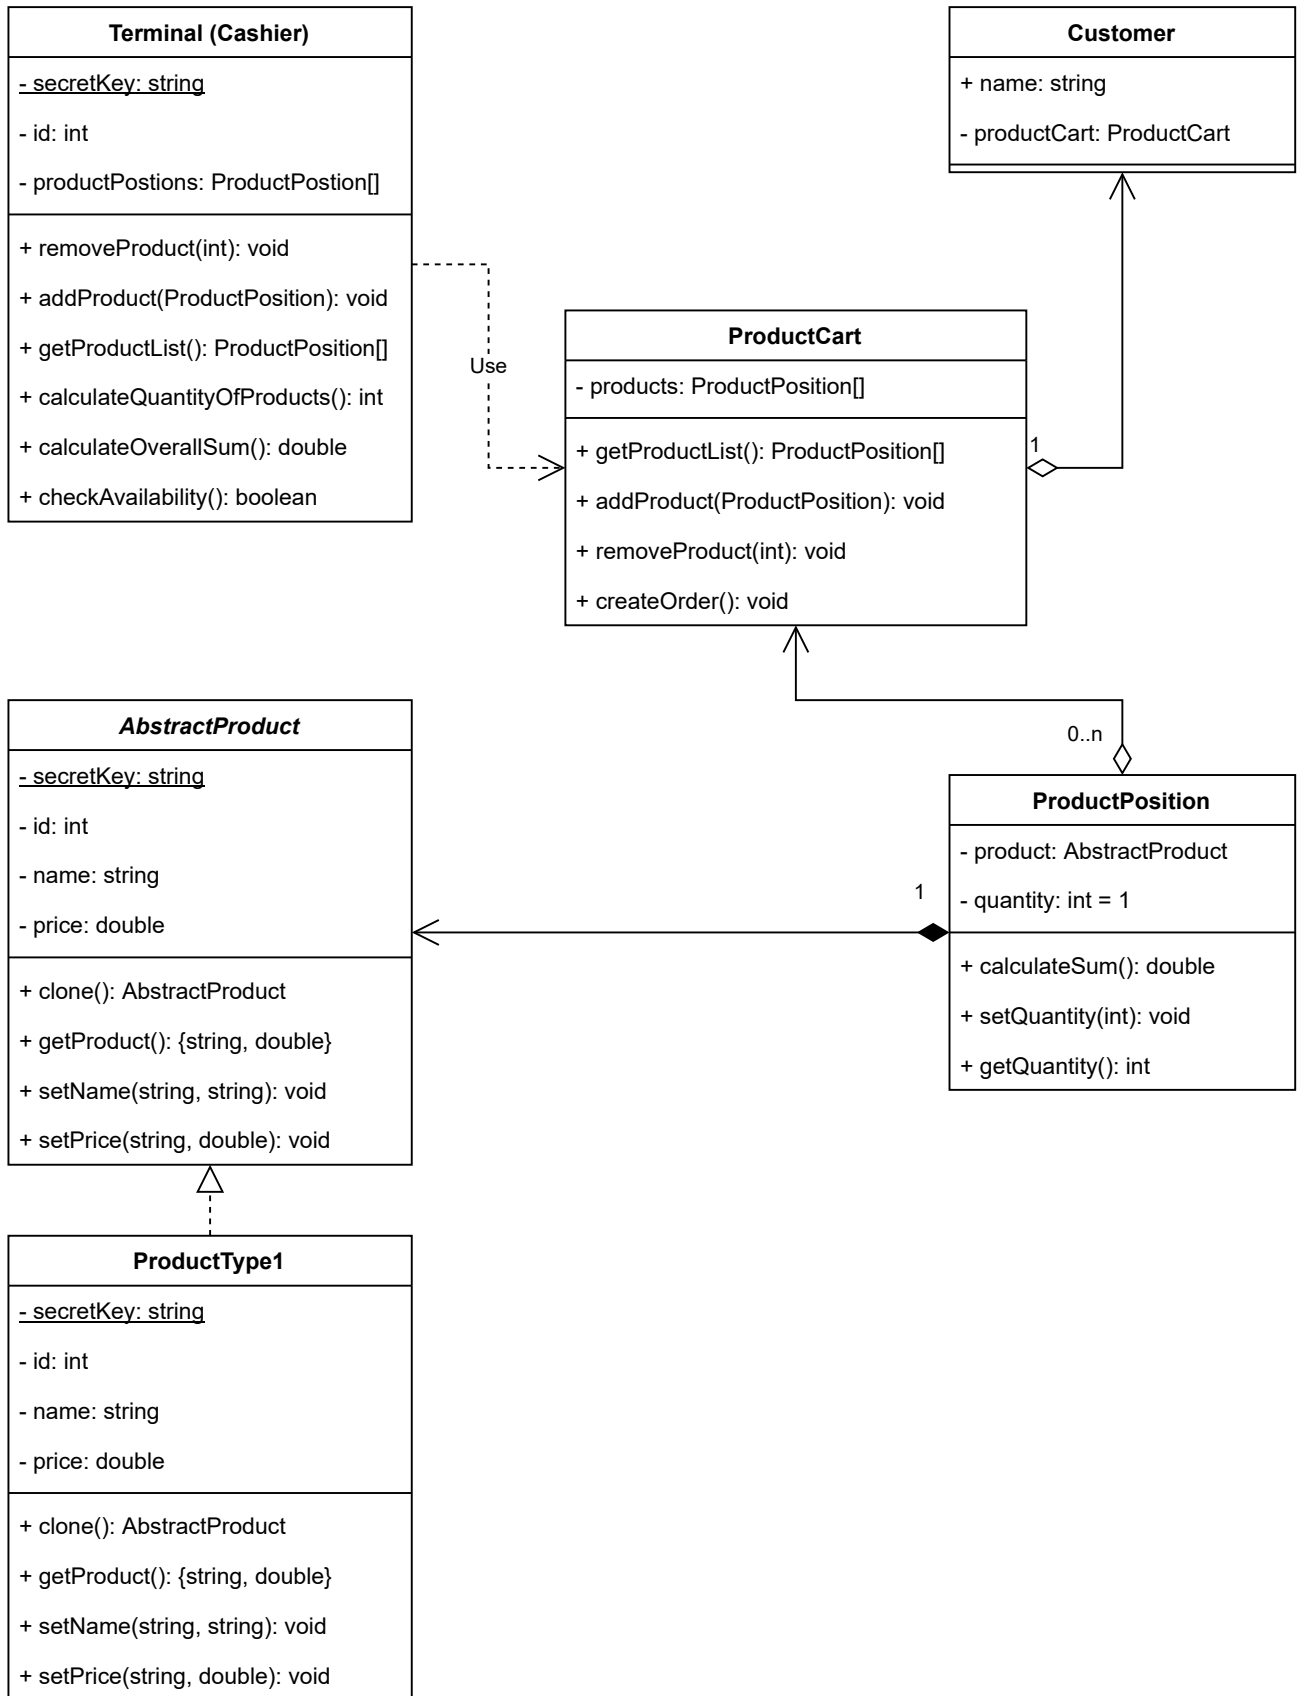 Terminal (Cashier)
- secretKey: string
- id: int
- productPostions: ProductPostion[]
+ removeProduct(int): void
+ addProduct(ProductPosition): void
+ getProductList(): ProductPosition[]
+ calculateQuantityOfProducts(): int
+ calculateOverallSum(): double
+ checkAvailability(): boolean
Use
Customer
+ name: string
- productCart: ProductCart
ProductCart
- products: ProductPosition[]
+ getProductList(): ProductPosition[]
+ addProduct(ProductPosition): void
+ removeProduct(int): void
+ createOrder(): void
1
AbstractProduct
- secretKey: string
- id: int
- name: string
- price: double
+ clone(): AbstractProduct
+ getProduct(): {string, double}
+ setName(string, string): void
+ setPrice(string, double): void
0..n
ProductPosition
- product: AbstractProduct
- quantity: int = 1
+ calculateSum(): double
+ setQuantity(int): void
+ getQuantity(): int
1
ProductType1
- secretKey: string
- id: int
- name: string
- price: double
+ clone(): AbstractProduct
+ getProduct(): {string, double}
+ setName(string, string): void
+ setPrice(string, double): void